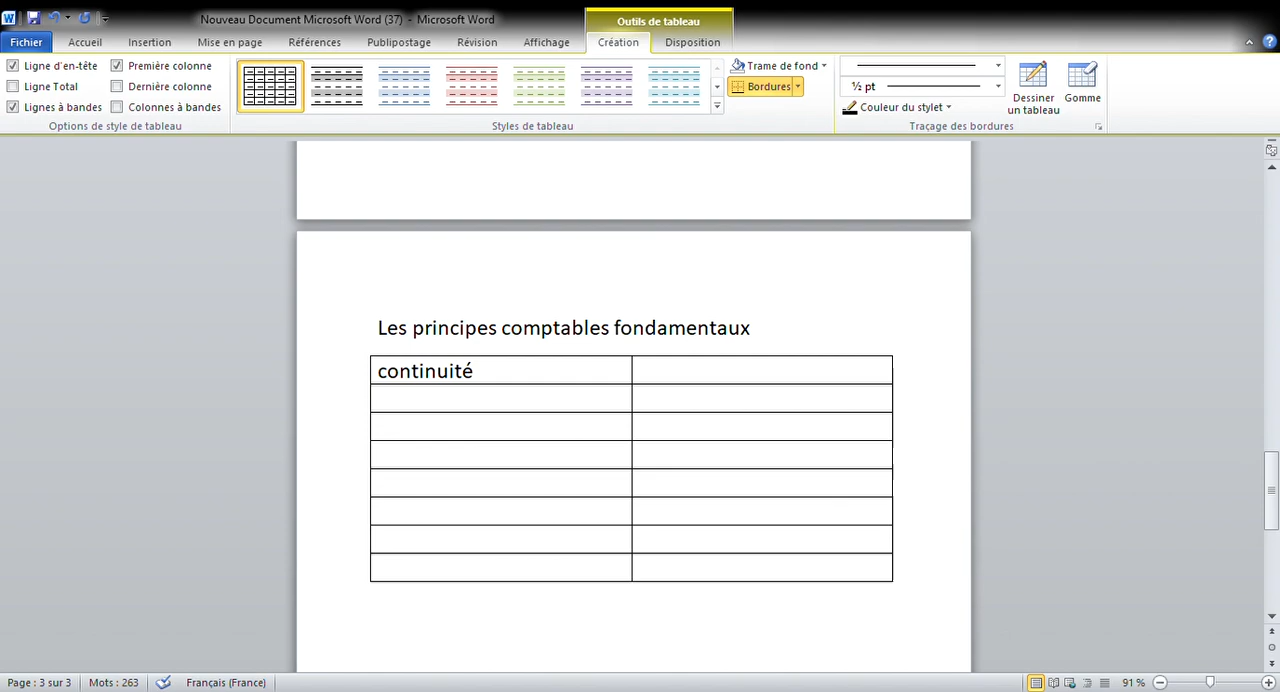 Nouveau Document Microsoft Word (37) - Microsoft Word
Outils de tableau
Fichier Accueil Insertion Mise en page Références Publipostage Révision Affichage Création Disposition
Ligne d'en-tête Première colonne
Ligne Total Dernière colonne
Lignes à bandes Colonnes à bandes
Options de style de tableau
Styles de tableau
Trame de fond
Bordures
½ pt
Couleur du stylet
Dessiner un tableau
Gomme
Traçage des bordures
Les principes comptables fondamentaux
continuité
Page : 3 sur 3 Mots : 263 Français (France) 91 %